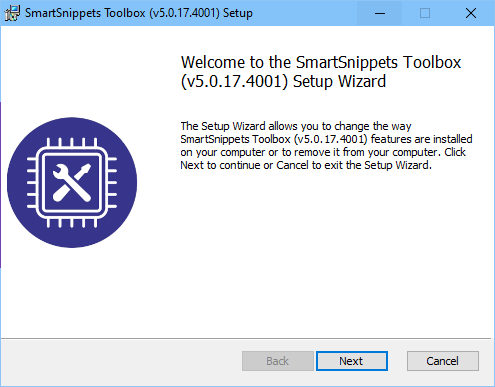 SmartSnippets Toolbox (v5.0.17.4001) Setup
Welcome to the SmartSnippets Toolbox
(v5.0.17.4001) Setup Wizard
The Setup Wizard allows you to change the way
SmartSnippets Toolbox (v5.0.17.4001) features are installed
on your computer or to remove it from your computer. Click
Next to continue or Cancel to exit the Setup Wizard.
Back Next Cancel